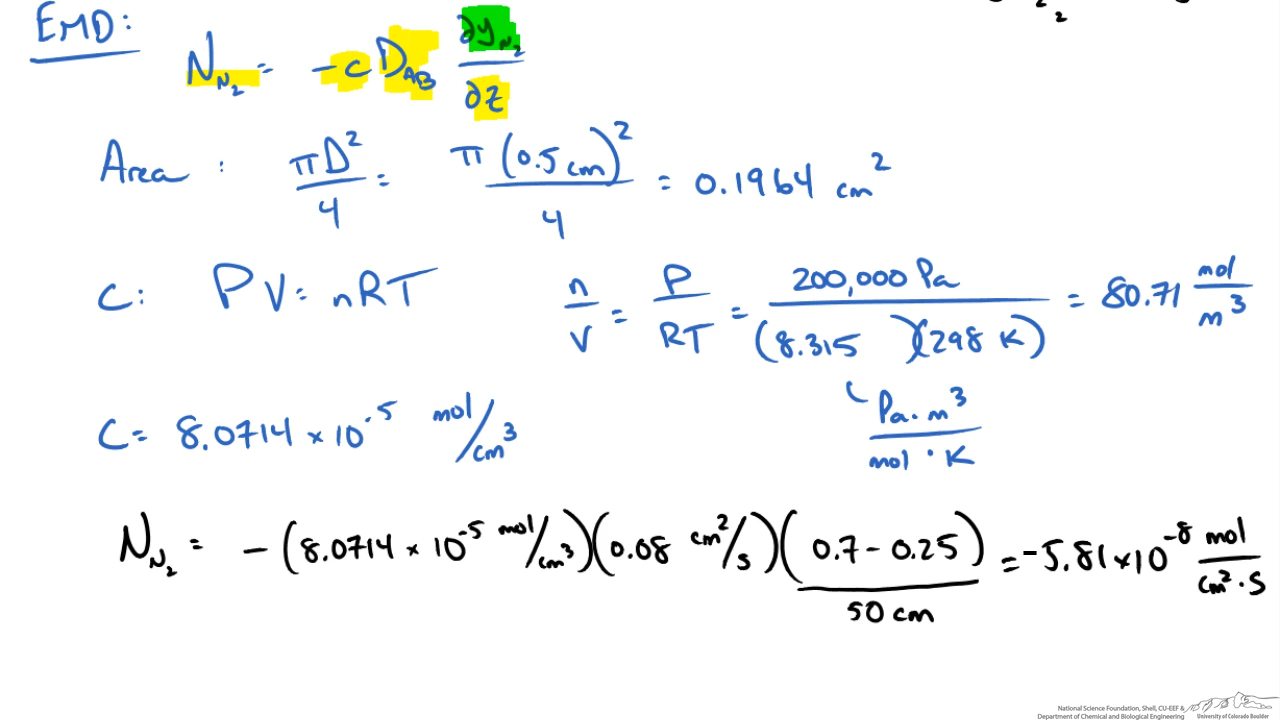 EMD:
N_N₂ = -c D_AB ∂y_N₂/∂z
Area : πD²/4 = π(0.5 cm)²/4 = 0.1964 cm²
C: PV = nRT n/V = P/RT = 200,000 Pa/(8.315 )(298 K) = 80.71 mol/m³
Pa·m³/mol·K
C = 8.0714 × 10⁻⁵ mol/cm³
N_N₂ = -(8.0714 × 10⁻⁵ mol/cm³)(0.08 cm²/s)(0.7 - 0.25/50 cm) = -5.81 × 10⁻⁸ mol/cm²·s
National Science Foundation, Shell, CU-EEF &
Department of Chemical and Biological Engineering
University of Colorado Boulder